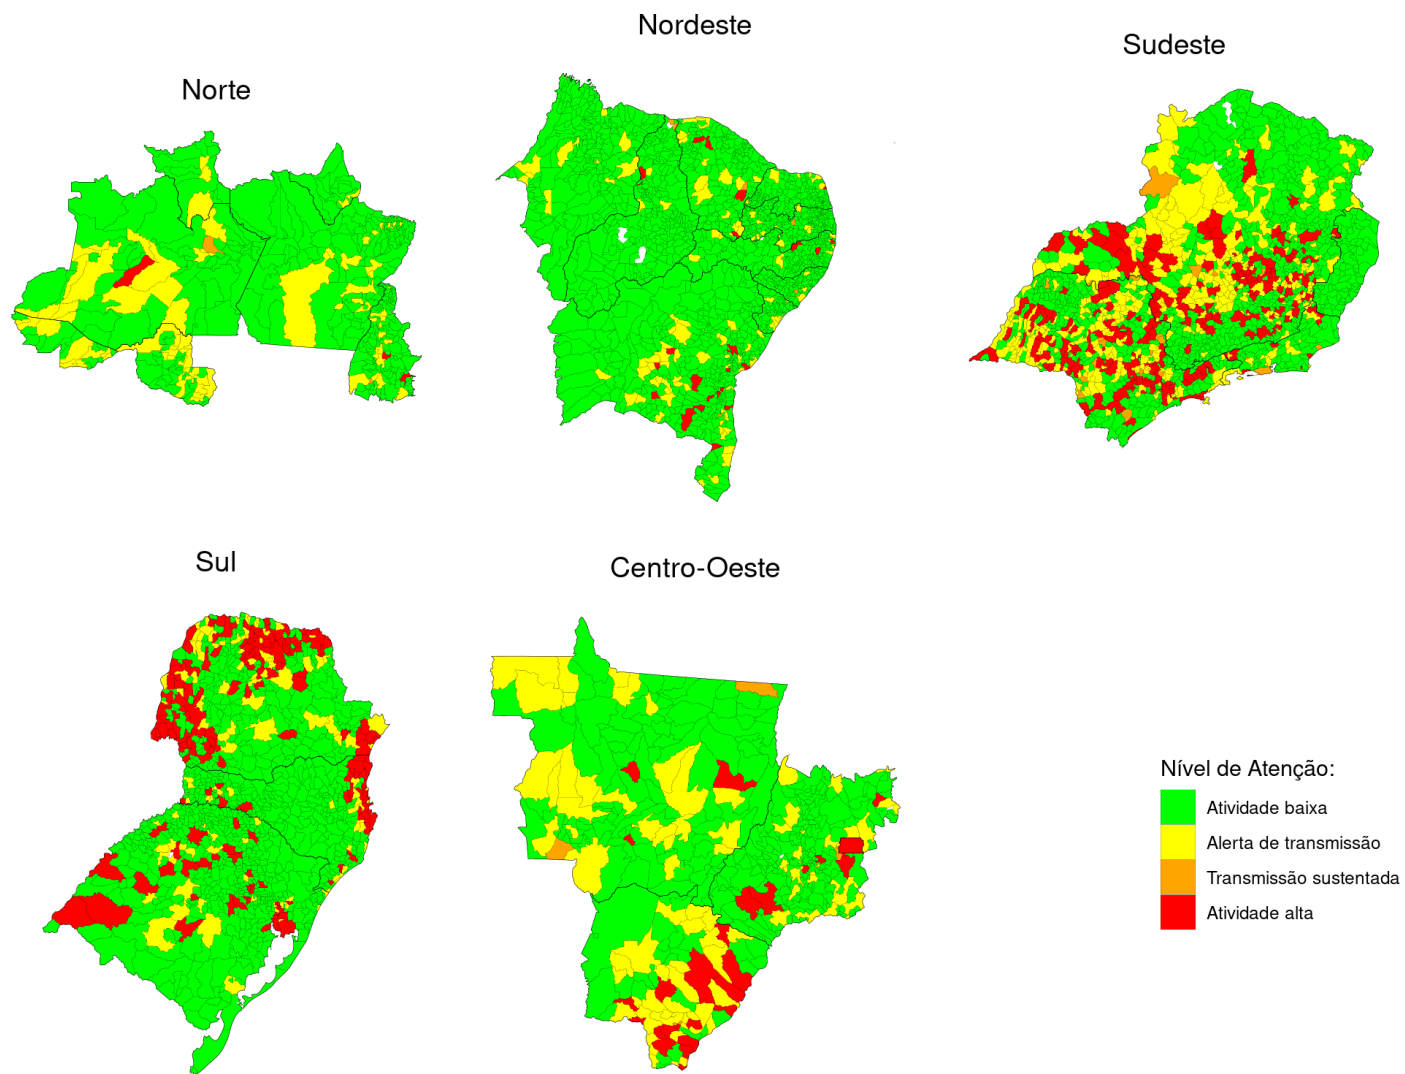 Norte
Nordeste
Sudeste
Sul
Centro-Oeste
Nível de Atenção:
Atividade baixa
Alerta de transmissão
Transmissão sustentada
Atividade alta